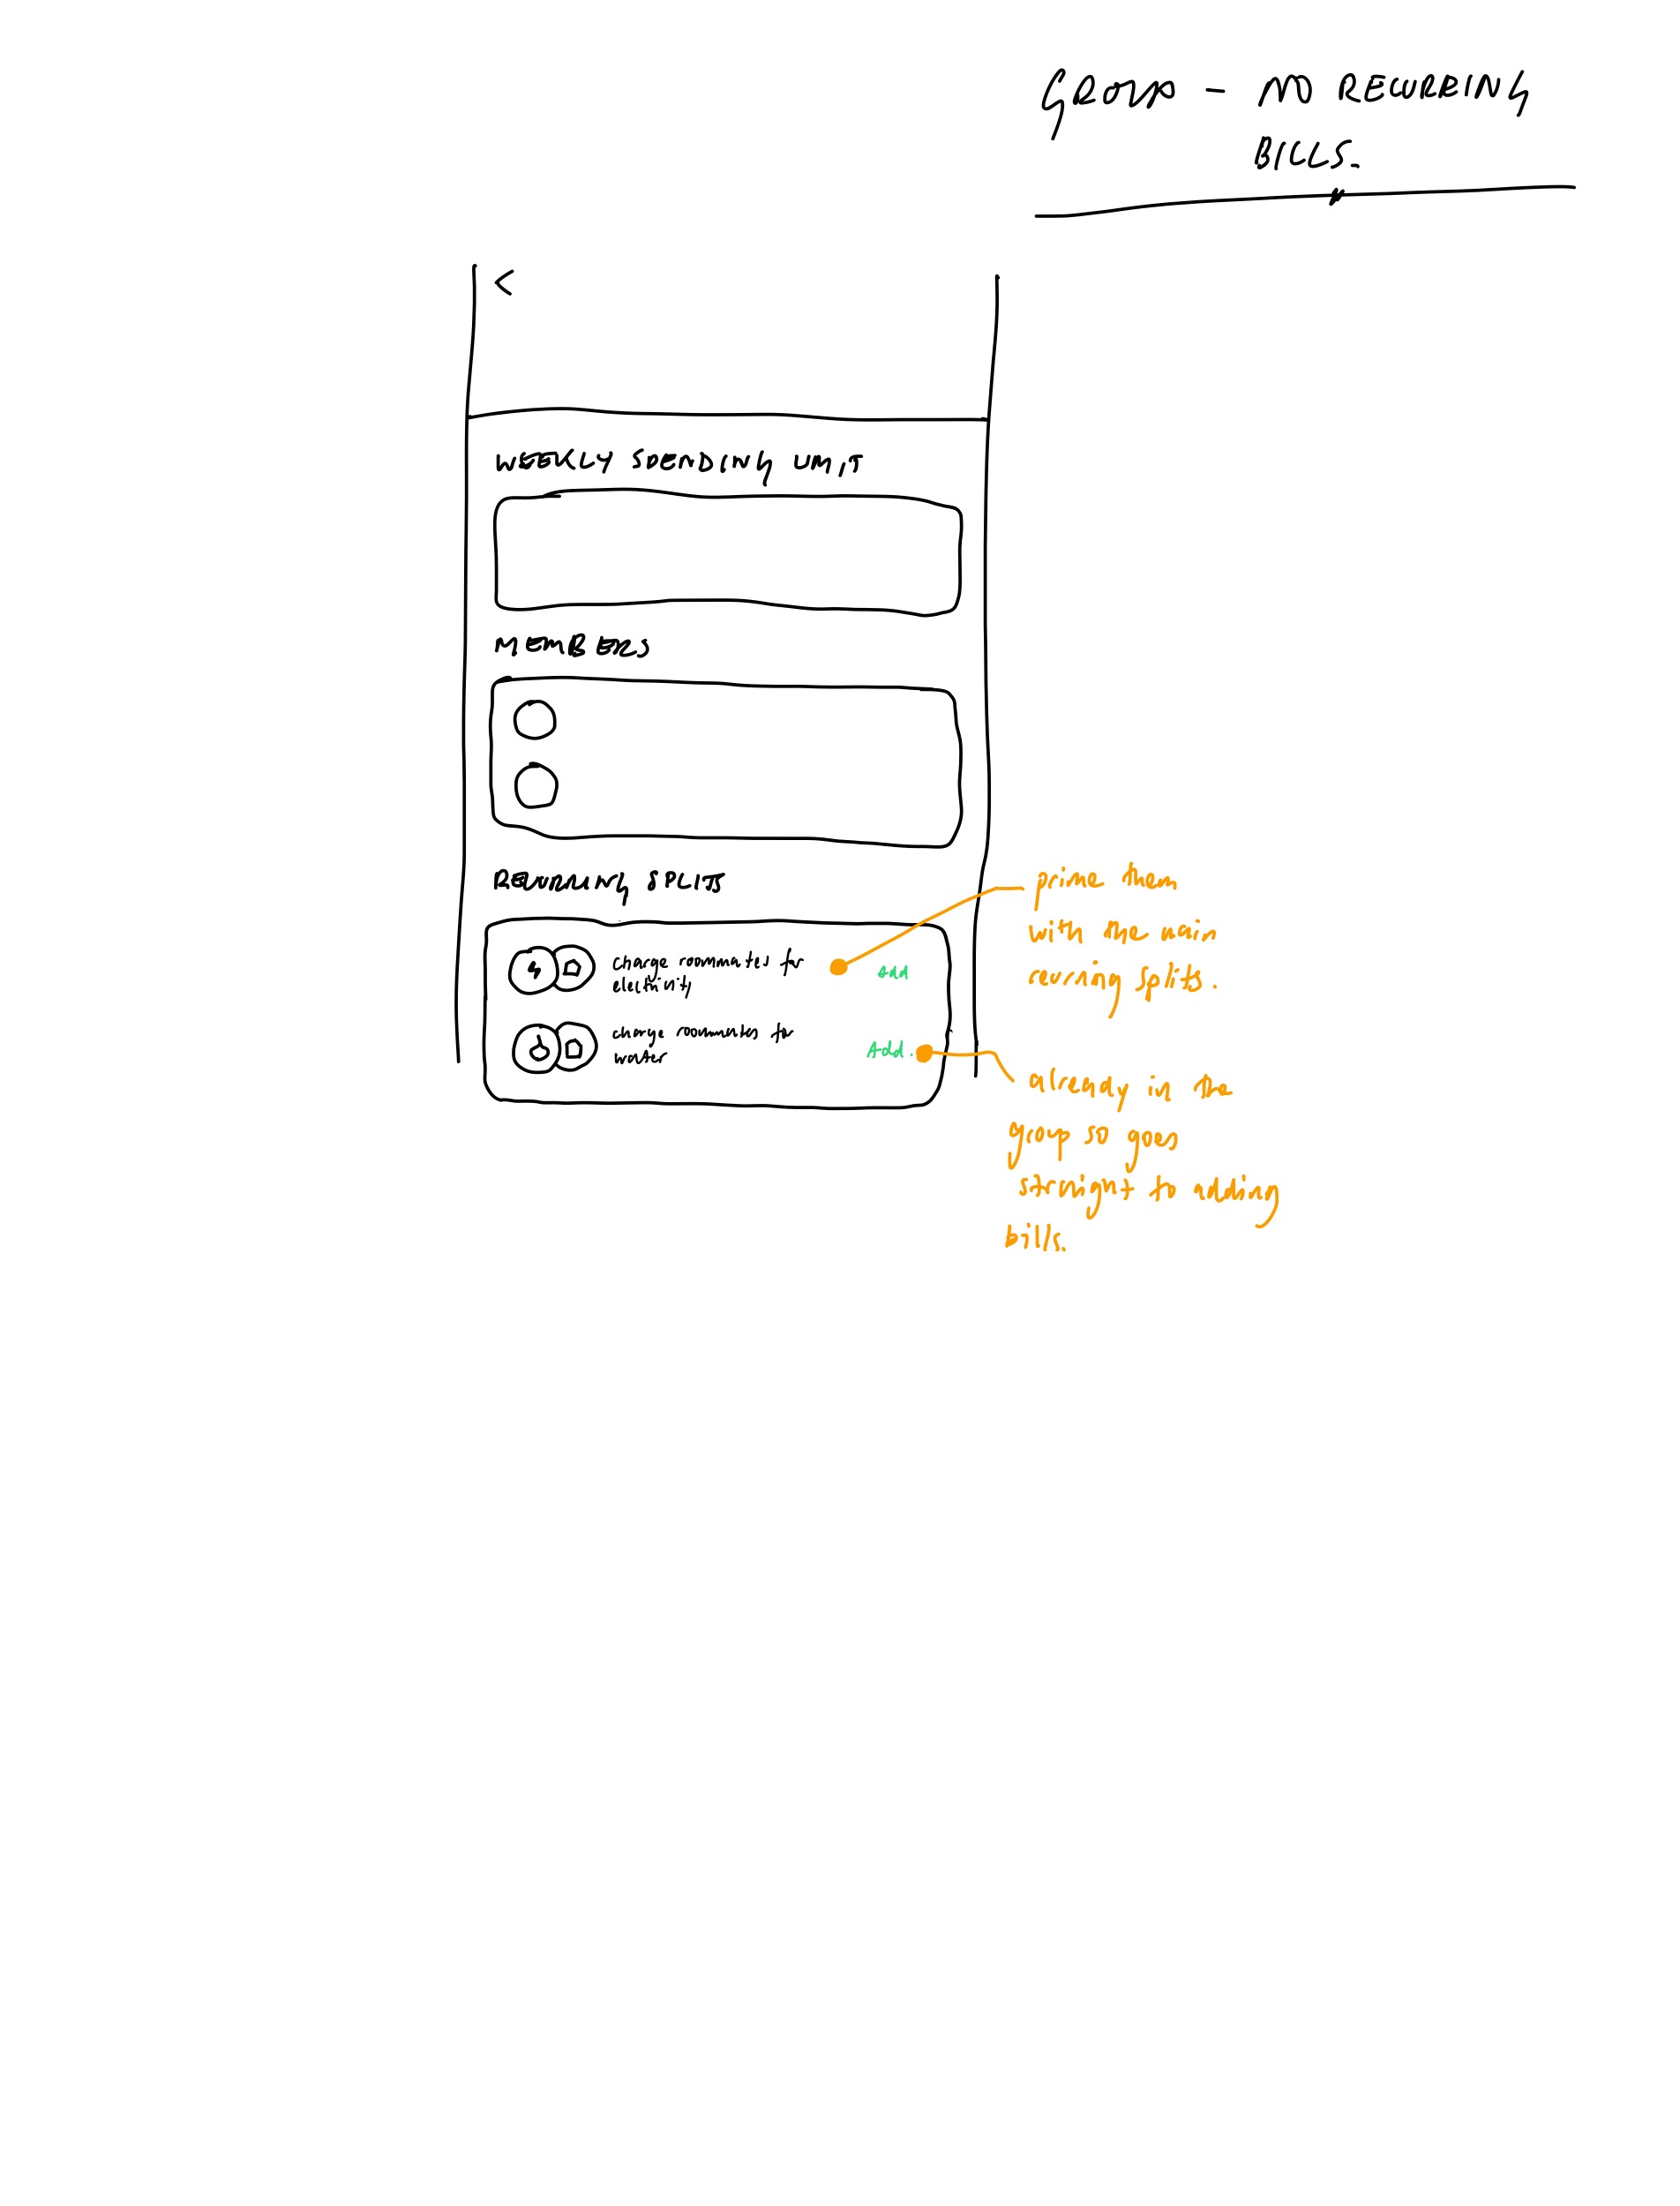 GROUP - NO RECURRING
BILLS.
<
WEEKLY SPENDING LIMIT
MEMBERS
RECURRING SPLITS
charge roommates for
electricity
Add
charge roommates for
water
Add.
prime them
with the main
recurring splits.
already in the
group so goes
straight to adding
bills.